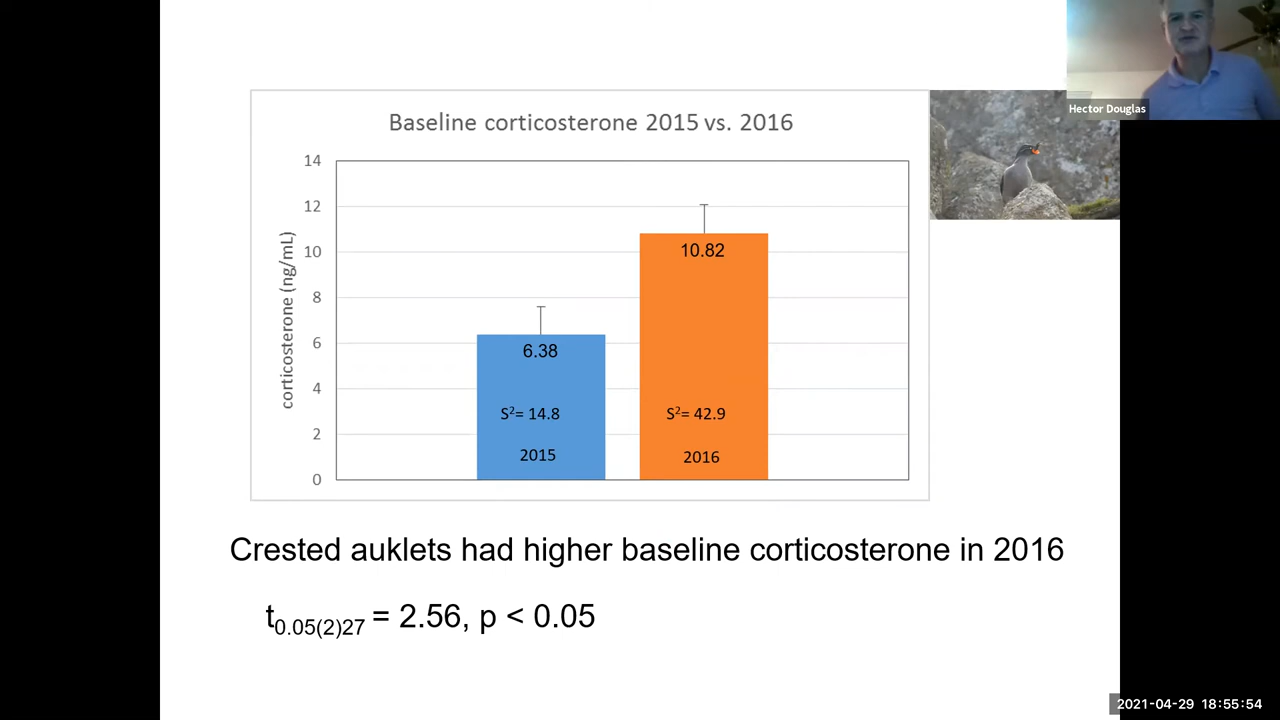 Hector Douglas
Baseline corticosterone 2015 vs. 2016
corticosterone (ng/mL)
14
12
10
8
6
4
2
0
6.38
S²= 14.8
2015
10.82
S²= 42.9
2016
Crested auklets had higher baseline corticosterone in 2016
t0.05(2)27 = 2.56, p < 0.05
2021-04-29 18:55:54